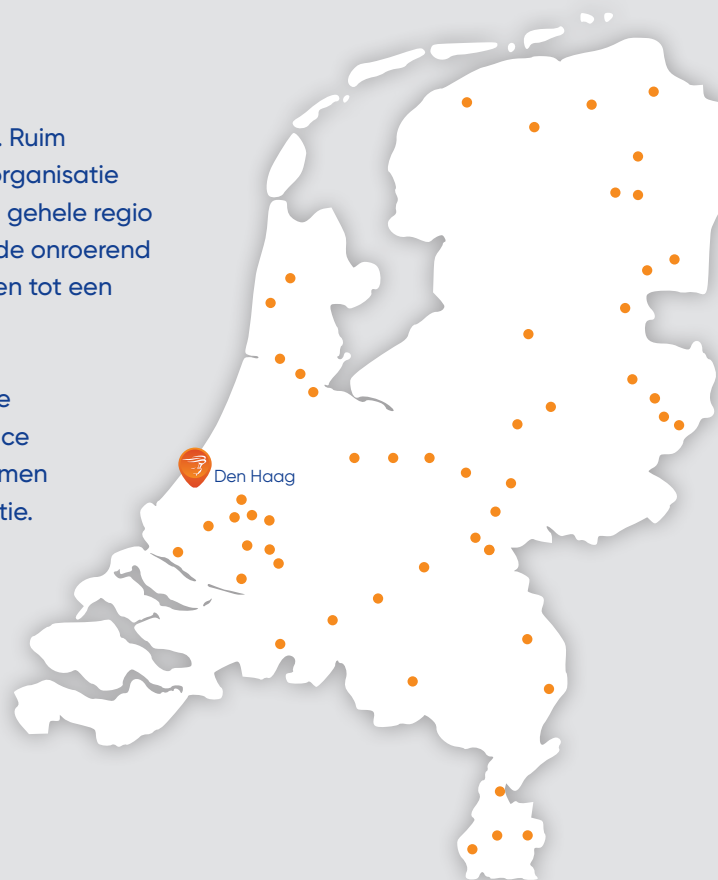 . Ruim
organisatie
gehele regio
de onroerend
en tot een
e
ce
men
tie.
Den Haag